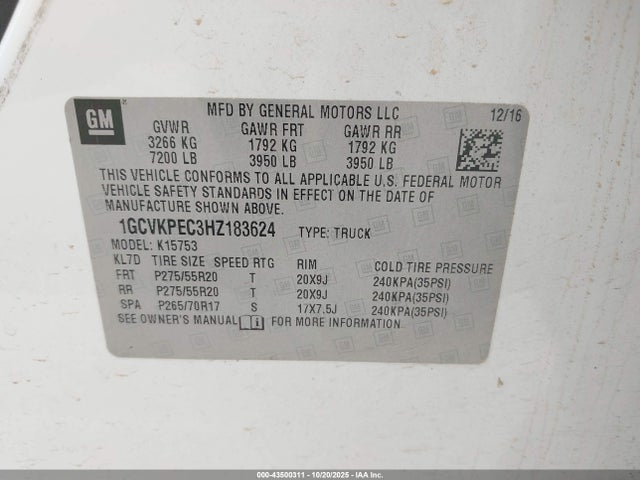 GM
MFD BY GENERAL MOTORS LLC 12/16
GVWR GAWR FRT GAWR RR
3266 KG 1792 KG 1792 KG
7200 LB 3950 LB 3950 LB
THIS VEHICLE CONFORMS TO ALL APPLICABLE U.S. FEDERAL MOTOR
VEHICLE SAFETY STANDARDS IN EFFECT ON THE DATE OF
MANUFACTURE SHOWN ABOVE.
1GCVKPEC3HZ183624 TYPE: TRUCK
MODEL: K15753
KL7D TIRE SIZE SPEED RTG RIM COLD TIRE PRESSURE
FRT P275/55R20 T 20X9J 240KPA(35PSI)
RR P275/55R20 T 20X9J 240KPA(35PSI)
SPA P265/70R17 S 17X7.5J 240KPA(35PSI)
SEE OWNER'S MANUAL FOR MORE INFORMATION.
000-43500311 - 10/20/2025 - IAAI, Inc.